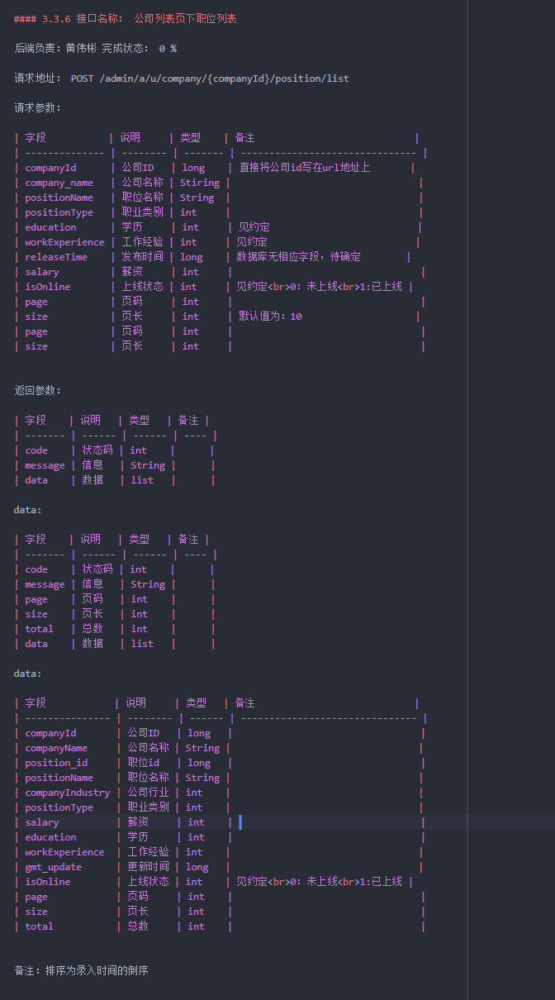 #### 3.3.6 接口名称： 公司列表页下职位列表
后端负责：黄伟彬 完成状态： 0 %
请求地址： POST /admin/a/u/company/{companyId}/position/list
请求参数：
| 字段 | 说明 | 类型 | 备注 |
| -------------- | -------- | ------- | ------------------------------- |
| companyId | 公司ID | long | 直接将公司id写在url地址上 |
| company_name | 公司名称 | Stiring | |
| positionName | 职位名称 | String | |
| positionType | 职业类别 | int | |
| education | 学历 | int | 见约定 |
| workExperience | 工作经验 | int | 见约定 |
| releaseTime | 发布时间 | long | 数据库无相应字段，待确定 |
| salary | 薪资 | int | |
| isOnline | 上线状态 | int | 见约定<br>0：未上线<br>1:已上线 |
| page | 页码 | int | |
| size | 页长 | int | 默认值为：10 |
| page | 页码 | int | |
| size | 页长 | int | |
返回参数：
| 字段 | 说明 | 类型 | 备注 |
| ------- | ------ | ------ | ---- |
| code | 状态码 | int | |
| message | 信息 | String | |
| data | 数据 | list | |
data:
| 字段 | 说明 | 类型 | 备注 |
| ------- | ------ | ------ | ---- |
| code | 状态码 | int | |
| message | 信息 | String | |
| page | 页码 | int | |
| size | 页长 | int | |
| total | 总数 | int | |
| data | 数据 | list | |
data:
| 字段 | 说明 | 类型 | 备注 |
| --------------- | -------- | ------ | ------------------------------- |
| companyId | 公司ID | long | |
| companyName | 公司名称 | String | |
| position_id | 职位id | long | |
| positionName | 职位名称 | String | |
| companyIndustry | 公司行业 | int | |
| positionType | 职业类别 | int | |
| salary | 薪资 | int | |
| education | 学历 | int | |
| workExperience | 工作经验 | int | |
| gmt_update | 更新时间 | long | |
| isOnline | 上线状态 | int | 见约定<br>0：未上线<br>1:已上线 |
| page | 页码 | int | |
| size | 页长 | int | |
| total | 总数 | int | |
备注：排序为录入时间的倒序